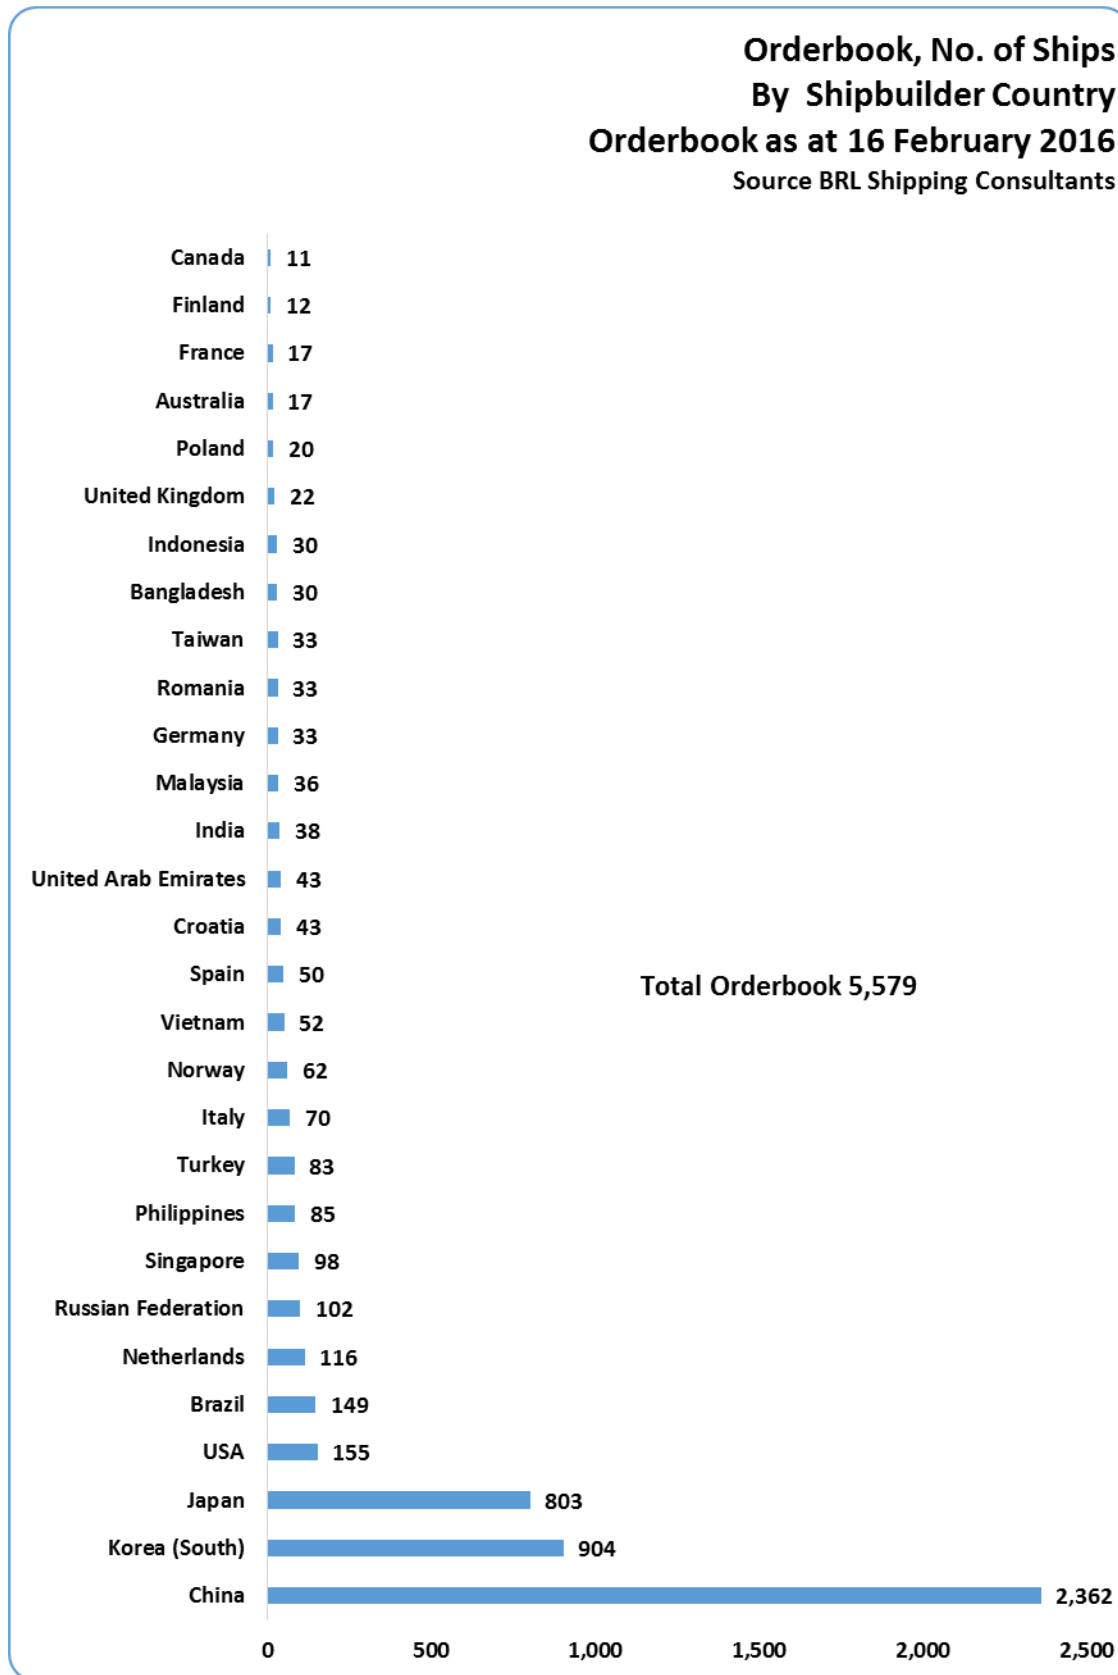 Orderbook, No. of Ships
By Shipbuilder Country
Orderbook as at 16 February 2016
Source BRL Shipping Consultants
Canada 11
Finland 12
France 17
Australia 17
Poland 20
United Kingdom 22
Indonesia 30
Bangladesh 30
Taiwan 33
Romania 33
Germany 33
Malaysia 36
India 38
United Arab Emirates 43
Croatia 43
Spain 50
Total Orderbook 5,579
Vietnam 52
Norway 62
Italy 70
Turkey 83
Philippines 85
Singapore 98
Russian Federation 102
Netherlands 116
Brazil 149
USA 155
Japan 803
Korea (South) 904
China 2,362
0 500 1,000 1,500 2,000 2,500